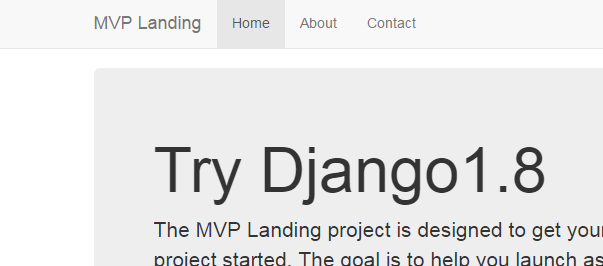 MVP Landing Home About Contact
Try Django1.8
The MVP Landing project is designed to get your
project started. The goal is to help you launch as